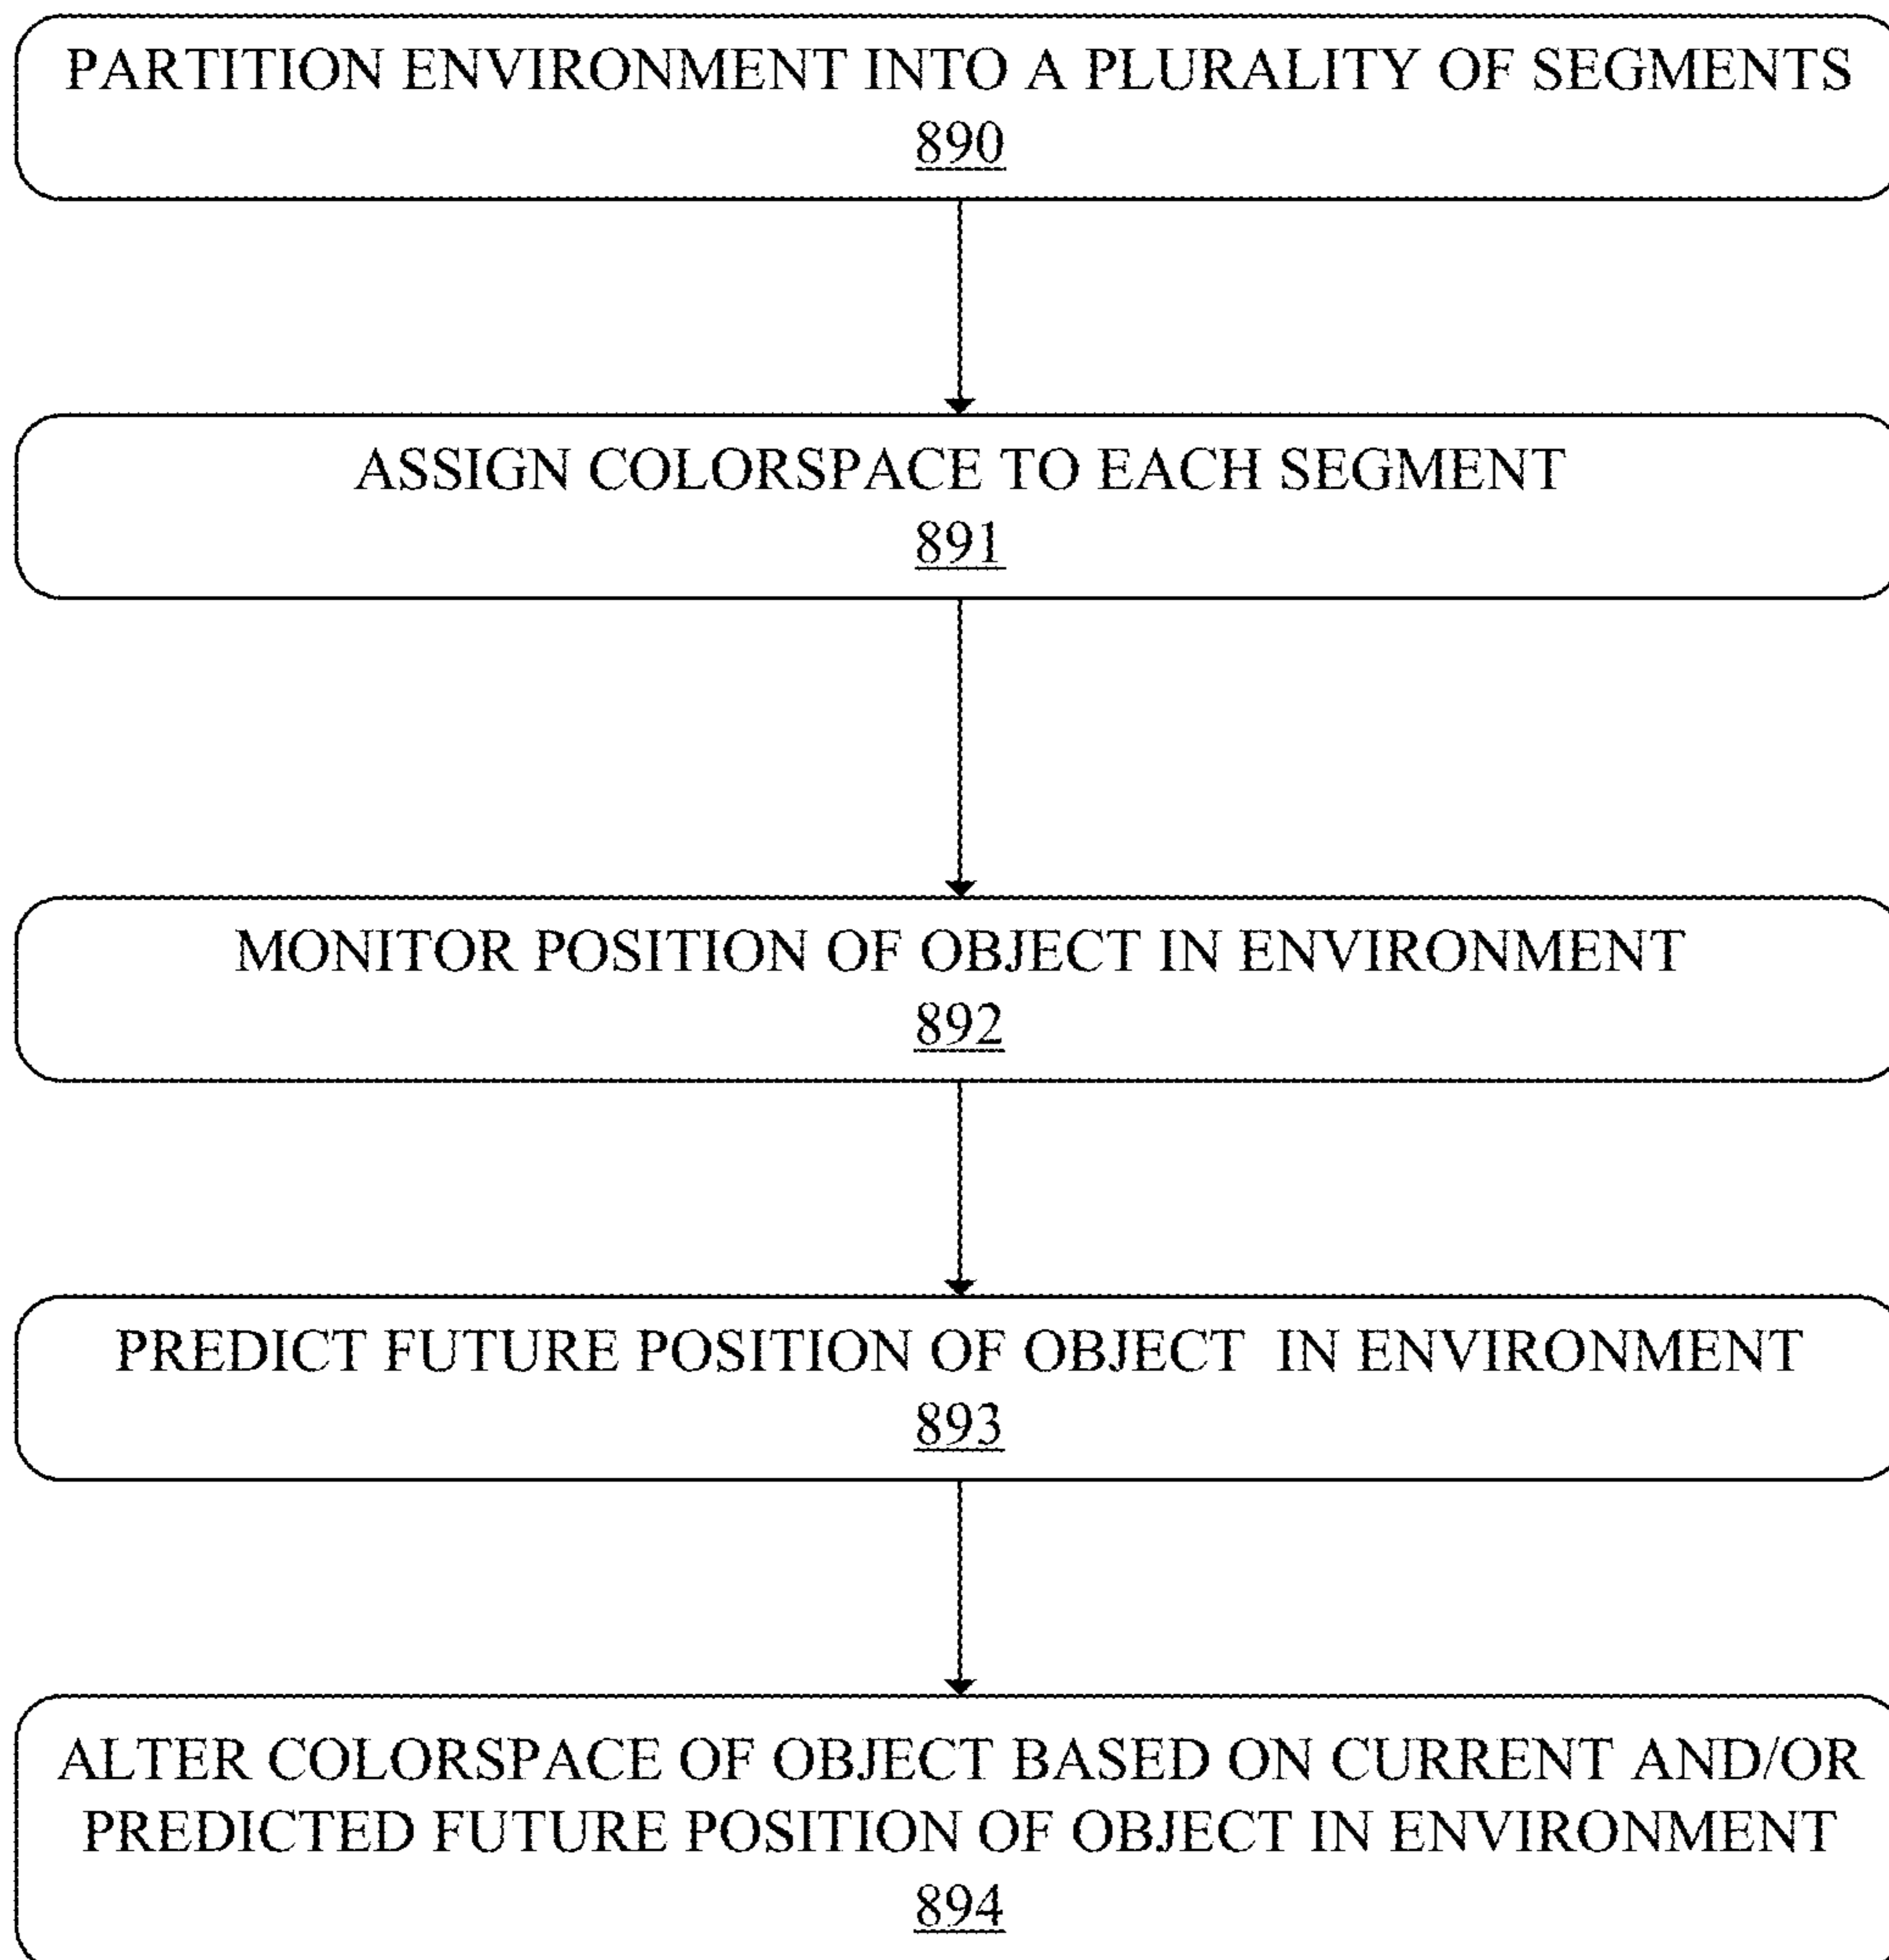 PARTITION ENVIRONMENT INTO A PLURALITY OF SEGMENTS
890
ASSIGN COLORSPACE TO EACH SEGMENT
891
MONITOR POSITION OF OBJECT IN ENVIRONMENT
892
PREDICT FUTURE POSITION OF OBJECT IN ENVIRONMENT
893
ALTER COLORSPACE OF OBJECT BASED ON CURRENT AND/OR
PREDICTED FUTURE POSITION OF OBJECT IN ENVIRONMENT
894